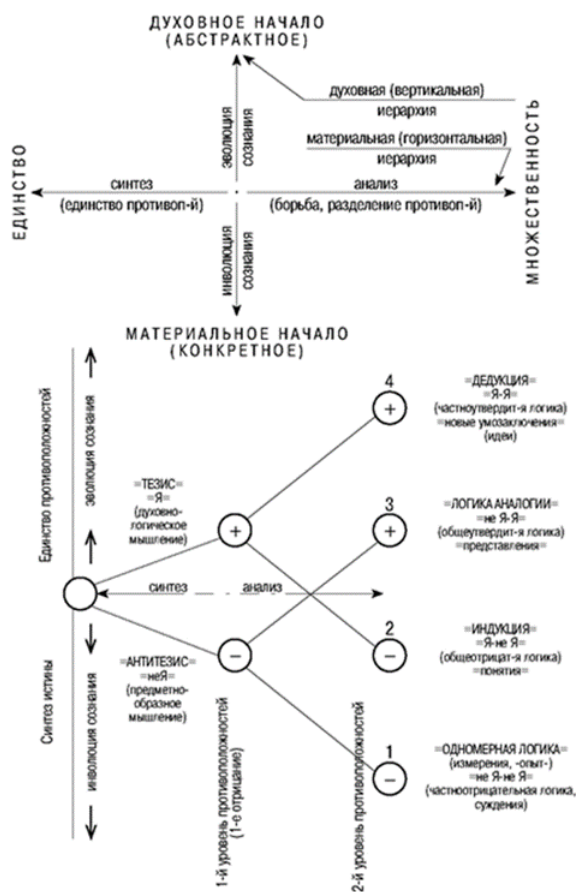 ДУХОВНОЕ НАЧАЛО
(АБСТРАКТНОЕ)
духовная (вертикальная)
иерархия
материальная (горизонтальная)
иерархия
эволюция
сознания
ЕДИНСТВО
синтез
(единство противоп-й)
анализ
(борьба, разделение противоп-й)
МНОЖЕСТВЕННОСТЬ
инволюция
сознания
МАТЕРИАЛЬНОЕ НАЧАЛО
(КОНКРЕТНОЕ)
Единство противоположностей
эволюция сознания
Синтез истины
инволюция сознания
=ТЕЗИС=
=Я=
(духовно-
логическое
мышление)
+
синтез
анализ
=АНТИТЕЗИС=
=неЯ=
(предметно-
образное
мышление)
−
1-й уровень противоположностей
(1-е отрицание)
2-й уровень противоположностей
4
+
=ДЕДУКЦИЯ=
=Я-Я=
(частноутвердит-я логика)
=новые умозаключения=
(идеи)
3
+
=ЛОГИКА АНАЛОГИИ=
=не Я-Я=
(общеутвердит-я логика)
=представления=
2
−
=ИНДУКЦИЯ=
=Я-не Я=
(общеотрицат-я логика)
=понятия=
1
−
=ОДНОМЕРНАЯ ЛОГИКА=
(измерения, -опыт-)
=не Я-не Я=
(частноотрицательная логика,
суждения)